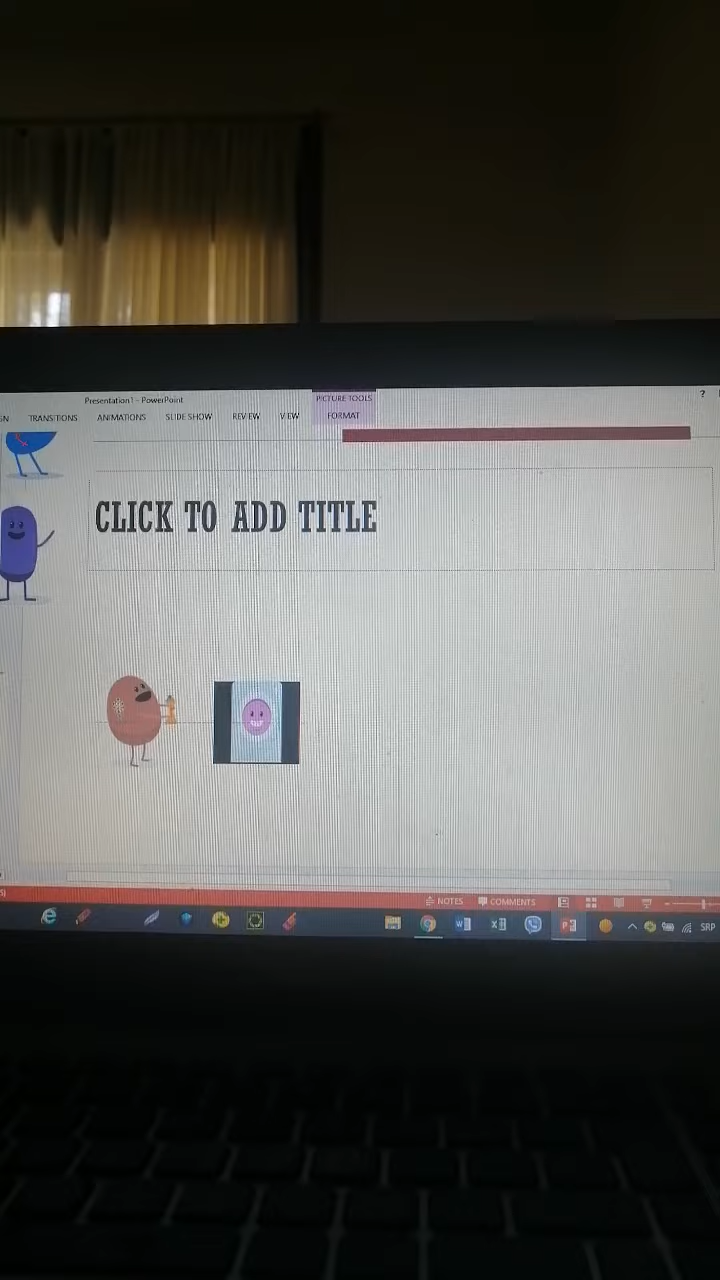 Presentation1 - PowerPoint
PICTURE TOOLS
?
TRANSITIONS ANIMATIONS SLIDE SHOW REVIEW VIEW FORMAT
CLICK TO ADD TITLE
NOTES COMMENTS
SRP